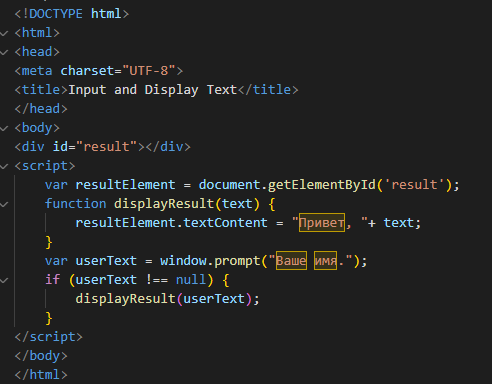 <!DOCTYPE html>
<html>
<head>
<meta charset="UTF-8">
<title>Input and Display Text</title>
</head>
<body>
<div id="result"></div>
<script>
    var resultElement = document.getElementById('result');
    function displayResult(text) {
        resultElement.textContent = "Привет, "+ text;
    }
    var userText = window.prompt("Ваше имя.");
    if (userText !== null) {
        displayResult(userText);
    }
</script>
</body>
</html>